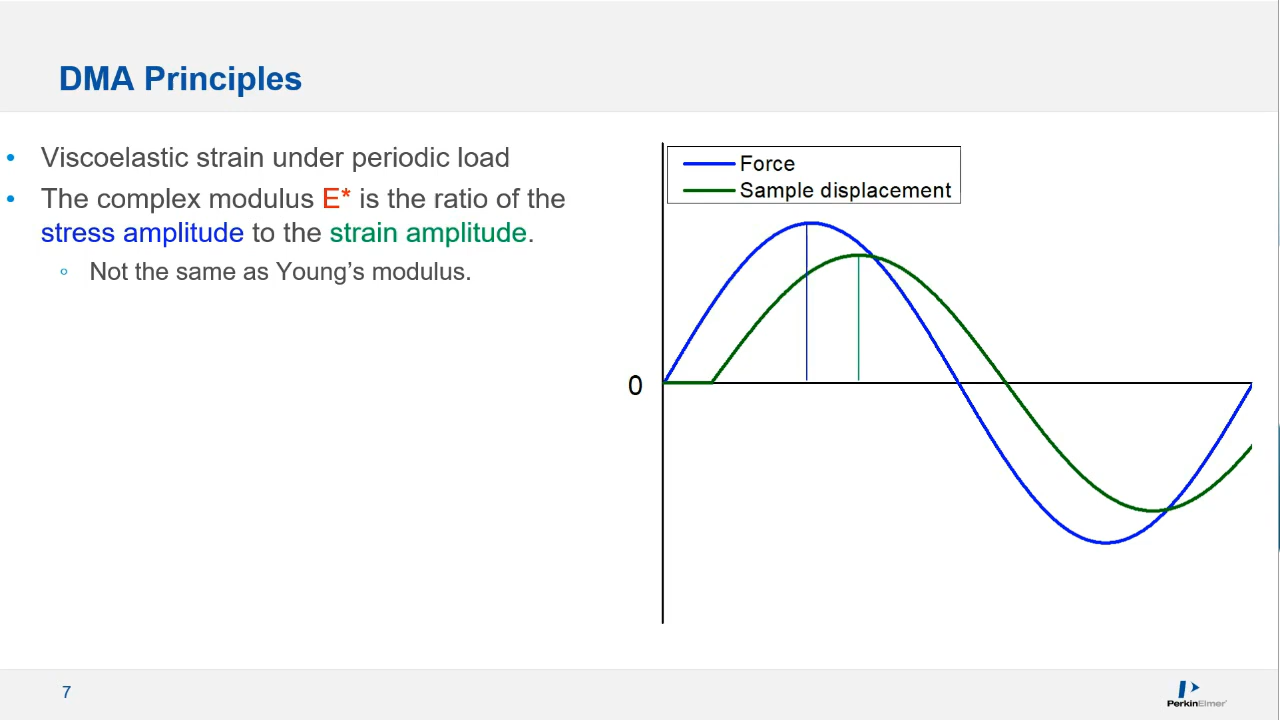 DMA Principles
• Viscoelastic strain under periodic load
• The complex modulus E* is the ratio of the
stress amplitude to the strain amplitude.
◦ Not the same as Young’s modulus.
Force
Sample displacement
0
7
PerkinElmer